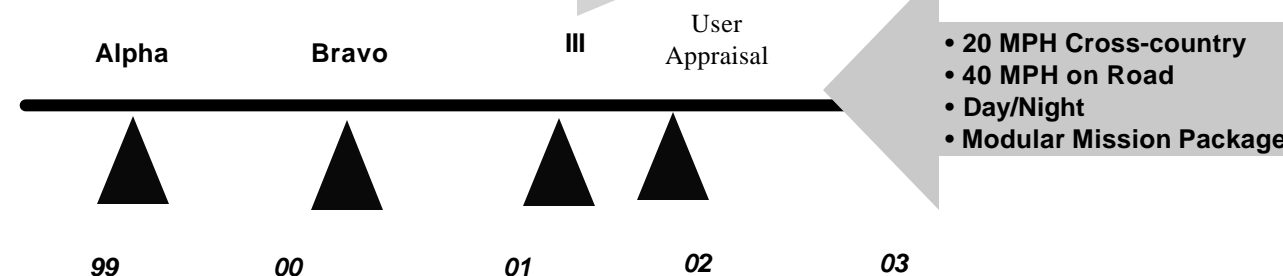 Alpha
Bravo
III
User
Appraisal
• 20 MPH Cross-country
• 40 MPH on Road
• Day/Night
• Modular Mission Package
99
00
01
02
03